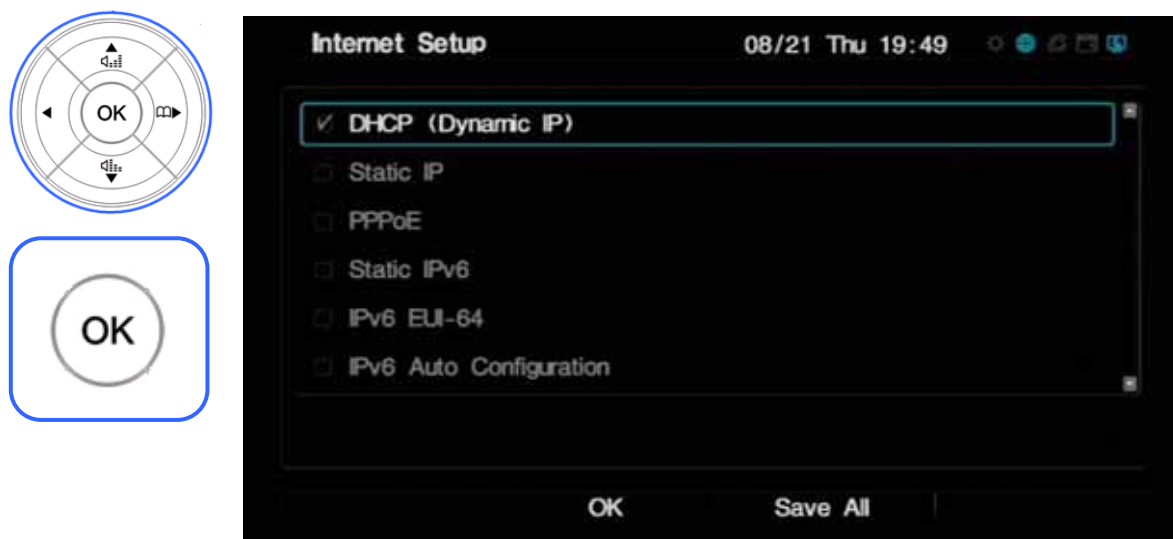 OK
OK
Internet Setup 08/21 Thu 19:49
DHCP (Dynamic IP)
Static IP
PPPoE
Static IPv6
IPv6 EUI-64
IPv6 Auto Configuration
OK Save All